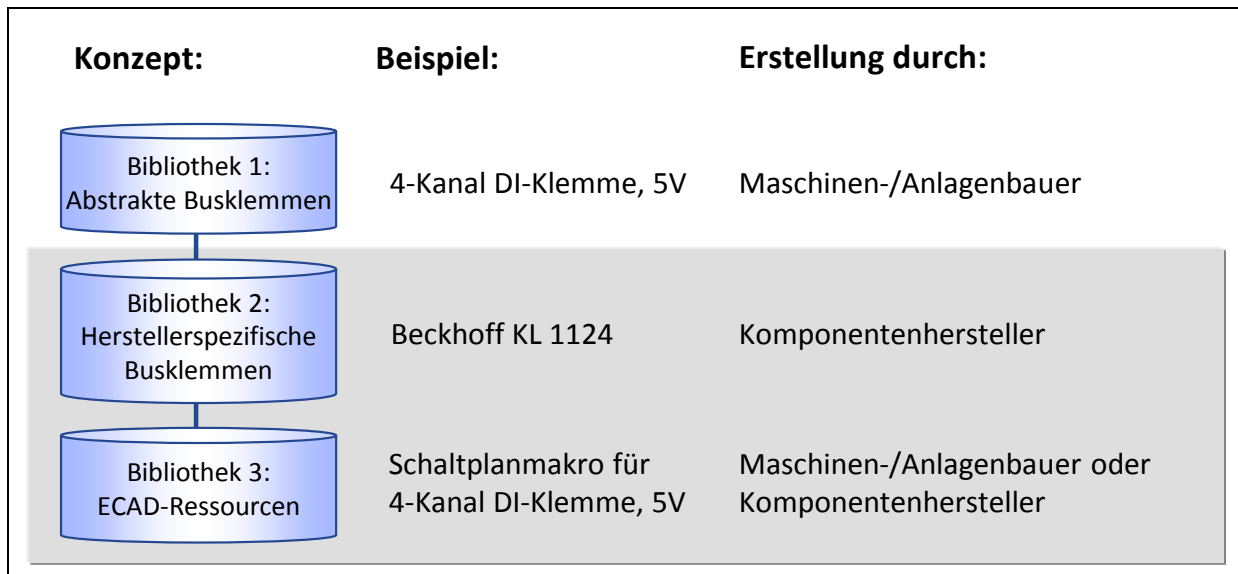 Konzept:
Beispiel:
Erstellung durch:
Bibliothek 1:
Abstrakte Busklemmen
4-Kanal DI-Klemme, 5V
Maschinen-/Anlagenbauer
Bibliothek 2:
Herstellerspezifische
Busklemmen
Beckhoff KL 1124
Komponentenhersteller
Bibliothek 3:
ECAD-Ressourcen
Schaltplanmakro für
4-Kanal DI-Klemme, 5V
Maschinen-/Anlagenbauer oder
Komponentenhersteller